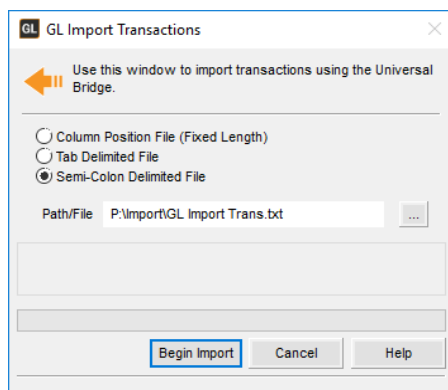 GL GL Import Transactions
Use this window to import transactions using the Universal
Bridge.
Column Position File (Fixed Length)
Tab Delimited File
Semi-Colon Delimited File
Path/File P:\Import\GL Import Trans.txt ...
Begin Import Cancel Help